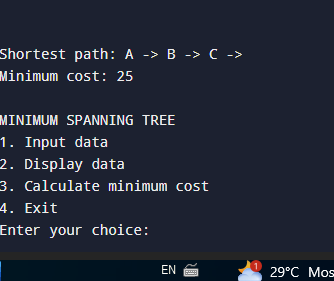 Shortest path: A -> B -> C ->
Minimum cost: 25
MINIMUM SPANNING TREE
1. Input data
2. Display data
3. Calculate minimum cost
4. Exit
Enter your choice:
EN
1
29°C Mos